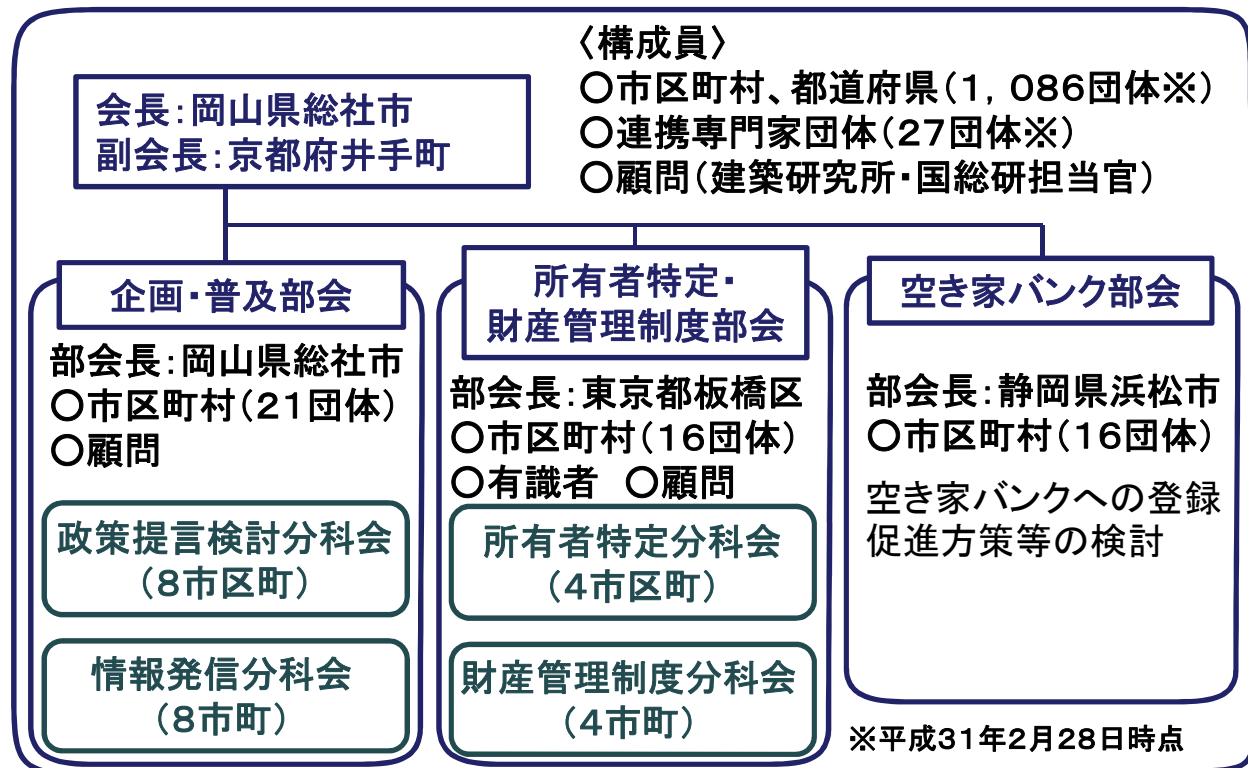 〈構成員〉
○市区町村、都道府県(1,086団体※)
○連携専門家団体(27団体※)
○顧問(建築研究所・国総研担当官)
会長:岡山県総社市
副会長:京都府井手町
企画・普及部会
部会長:岡山県総社市
○市区町村(21団体)
○顧問
政策提言検討分科会
(8市区町)
情報発信分科会
(8市町)
所有者特定・
財産管理制度部会
部会長:東京都板橋区
○市区町村(16団体)
○有識者 ○顧問
所有者特定分科会
(4市区町)
財産管理制度分科会
(4市町)
空き家バンク部会
部会長:静岡県浜松市
○市区町村(16団体)
空き家バンクへの登録
促進方策等の検討
※平成31年2月28日時点